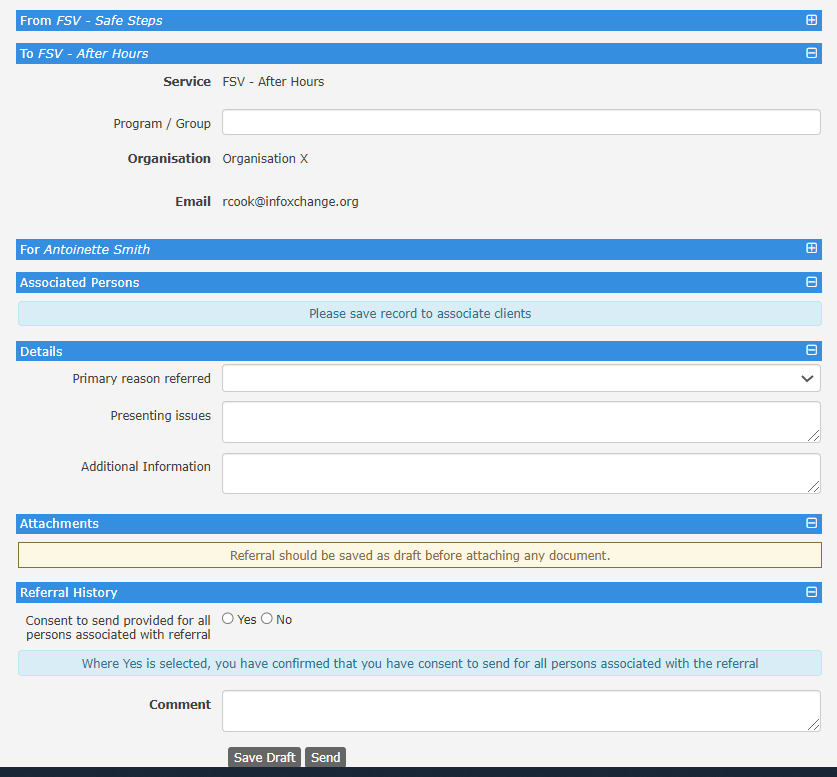 From FSV - Safe Steps
To FSV - After Hours
Service FSV - After Hours
Program / Group
Organisation Organisation X
Email rcook@infoxchange.org
For Antoinette Smith
Associated Persons
Please save record to associate clients
Details
Primary reason referred
Presenting issues
Additional Information
Attachments
Referral should be saved as draft before attaching any document.
Referral History
Consent to send provided for all
persons associated with referral
Yes No
Where Yes is selected, you have confirmed that you have consent to send for all persons associated with the referral
Comment
Save Draft Send